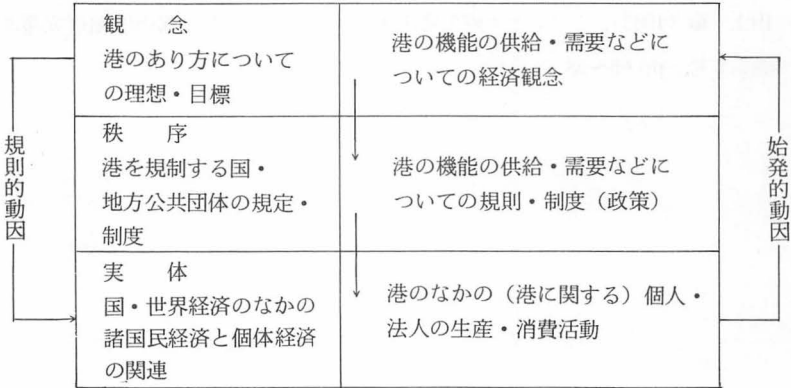 規則的動因
観　念
港のあり方について
の理想・目標
港の機能の供給・需要などに
ついての経済観念
秩　序
港を規制する国・
地方公共団体の規定・
制度
港の機能の供給・需要などに
ついての規則・制度（政策）
実　体
国・世界経済のなかの
諸国民経済と個体経済
の関連
港のなかの（港に関する）個人・
法人の生産・消費活動
始発的動因